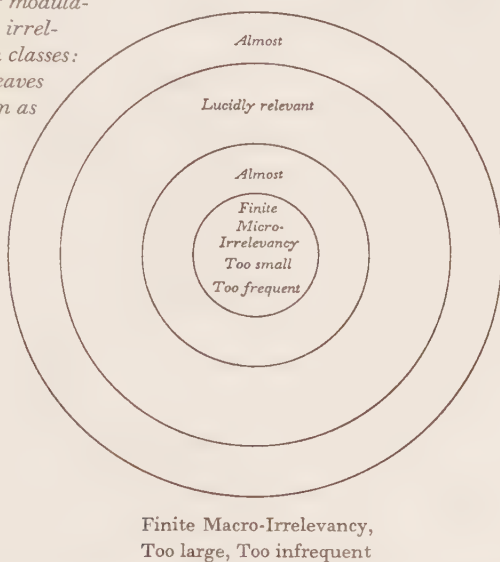 modula-
irrel-
classes:
eaves
as
Almost
Lucidly relevant
Almost
Finite
Micro-
Irrelevancy
Too small
Too frequent
Finite Macro-Irrelevancy,
Too large, Too infrequent